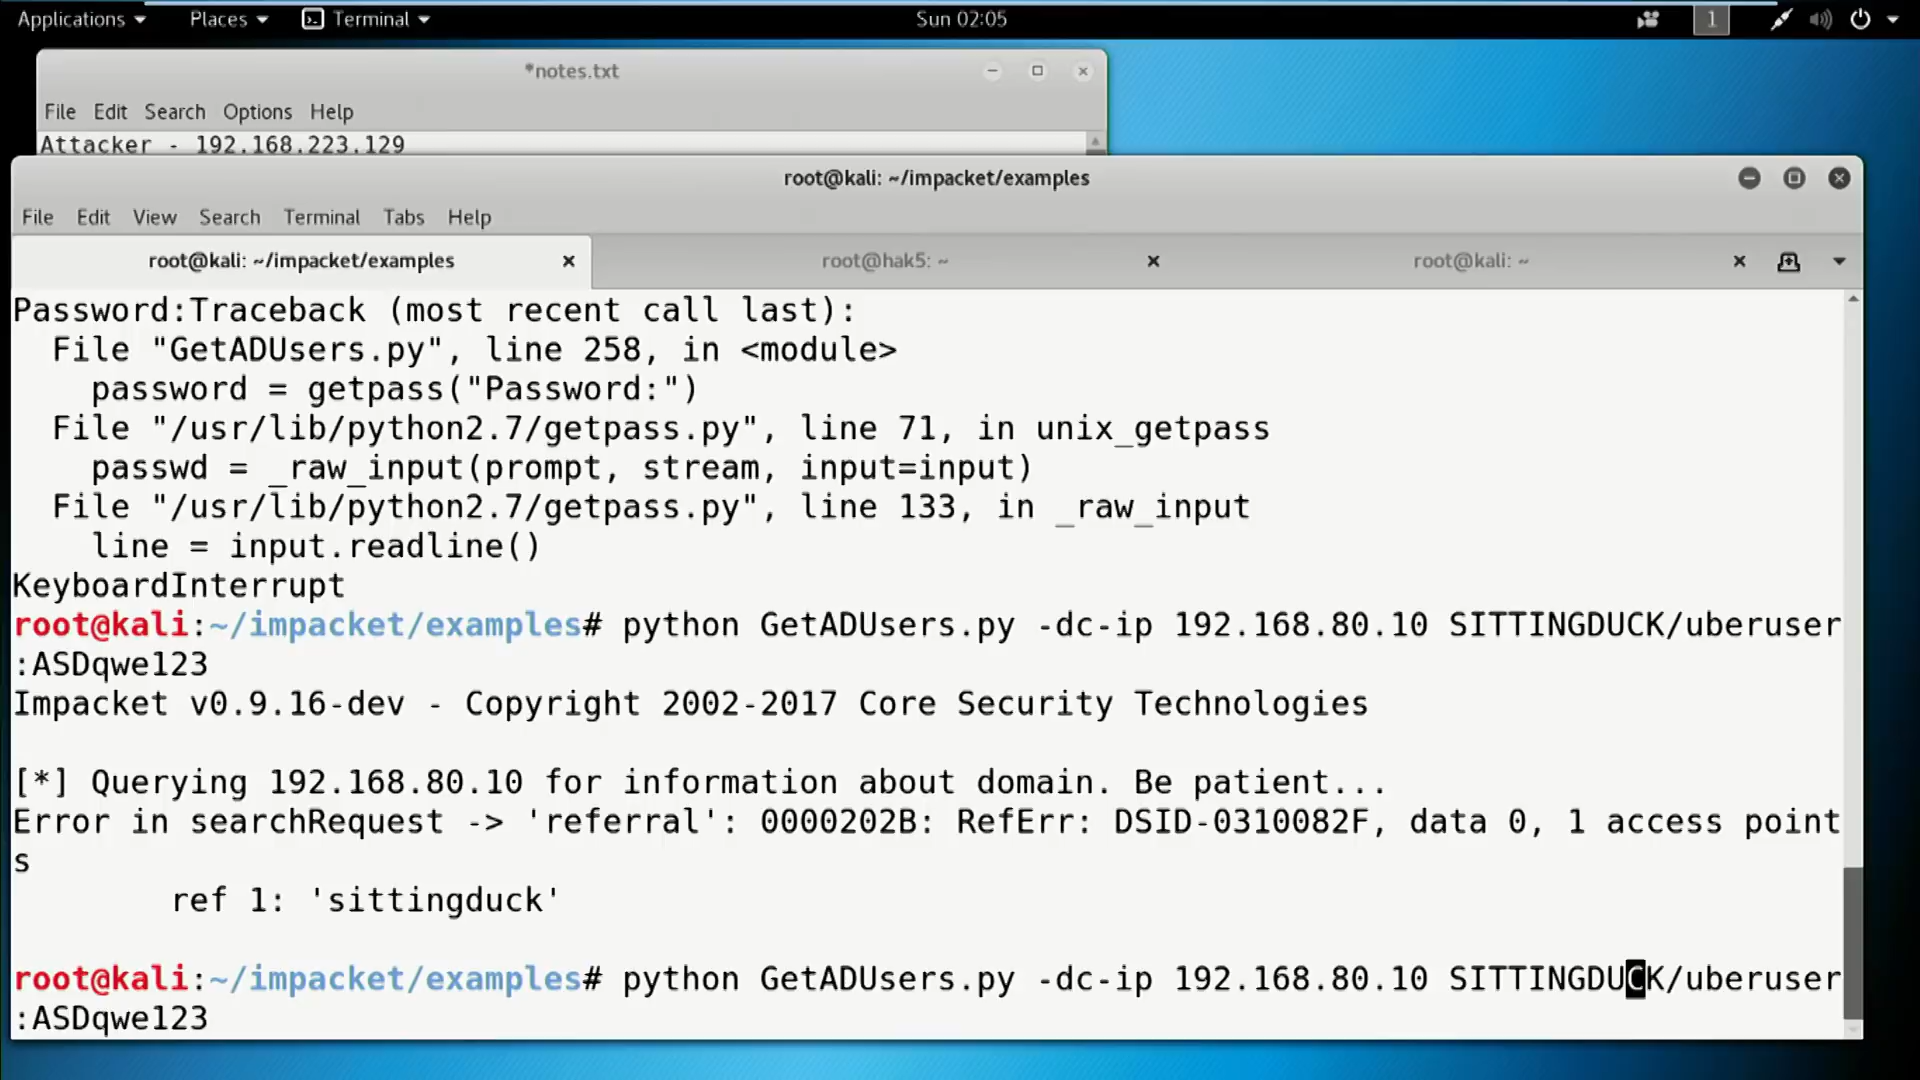 Applications Places Terminal Sun 02:05 1
*notes.txt
File Edit Search Options Help
Attacker - 192.168.223.129
root@kali: ~/impacket/examples
File Edit View Search Terminal Tabs Help
root@kali: ~/impacket/examples root@hak5: ~ root@kali: ~
Password:Traceback (most recent call last):
  File "GetADUsers.py", line 258, in <module>
    password = getpass("Password:")
  File "/usr/lib/python2.7/getpass.py", line 71, in unix_getpass
    passwd = _raw_input(prompt, stream, input=input)
  File "/usr/lib/python2.7/getpass.py", line 133, in _raw_input
    line = input.readline()
KeyboardInterrupt
root@kali:~/impacket/examples# python GetADUsers.py -dc-ip 192.168.80.10 SITTINGDUCK/uberuser
:ASDqwe123
Impacket v0.9.16-dev - Copyright 2002-2017 Core Security Technologies
[*] Querying 192.168.80.10 for information about domain. Be patient...
Error in searchRequest -> 'referral': 0000202B: RefErr: DSID-0310082F, data 0, 1 access point
s
        ref 1: 'sittingduck'
root@kali:~/impacket/examples# python GetADUsers.py -dc-ip 192.168.80.10 SITTINGDUCK/uberuser
:ASDqwe123